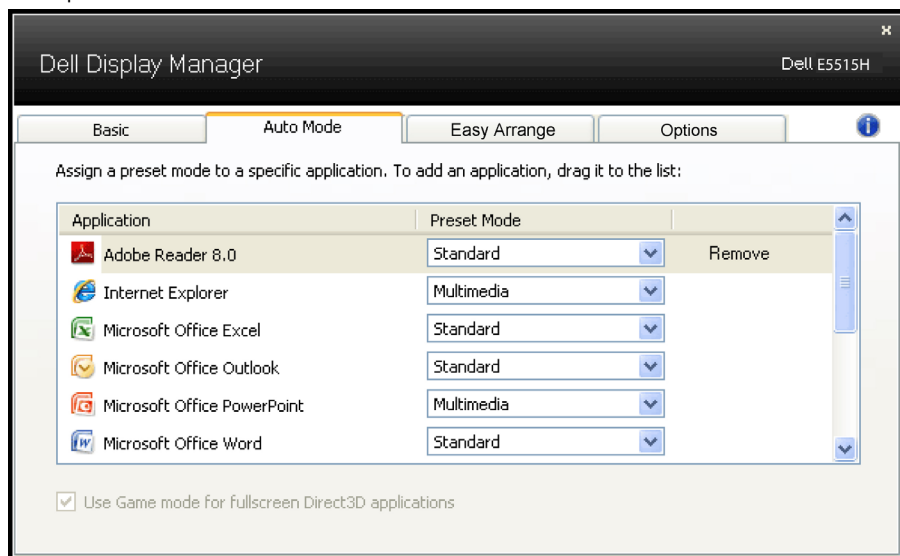 x
Dell Display Manager
Dell E5515H
Basic Auto Mode Easy Arrange Options
Assign a preset mode to a specific application. To add an application, drag it to the list:
Application Preset Mode
Adobe Reader 8.0 Standard Remove
Internet Explorer Multimedia
Microsoft Office Excel Standard
Microsoft Office Outlook Standard
Microsoft Office PowerPoint Multimedia
Microsoft Office Word Standard
Use Game mode for fullscreen Direct3D applications